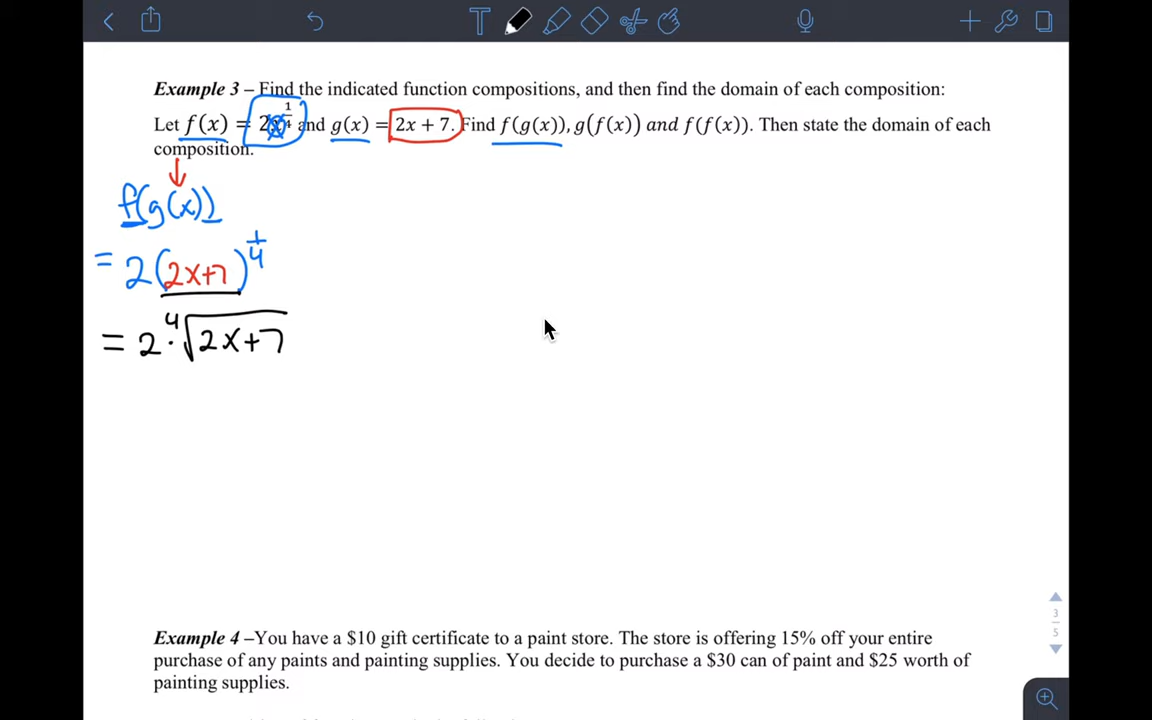 Example 3 – Find the indicated function compositions, and then find the domain of each composition:
Let f(x) = 2x^{1/4} and g(x) = 2x + 7. Find f(g(x)), g(f(x)) and f(f(x)). Then state the domain of each
composition.
f(g(x))
= 2(2x+7)^{1/4}
= 2·∜(2x+7)
3
5
Example 4 –You have a $10 gift certificate to a paint store. The store is offering 15% off your entire
purchase of any paints and painting supplies. You decide to purchase a $30 can of paint and $25 worth of
painting supplies.